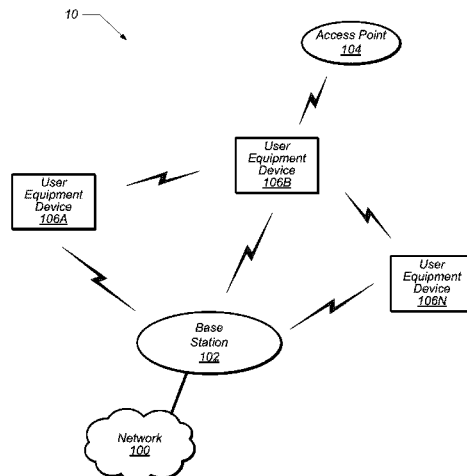 10
Access Point
104
User
Equipment
Device
106B
User
Equipment
Device
106A
User
Equipment
Device
106N
Base
Station
102
Network
100